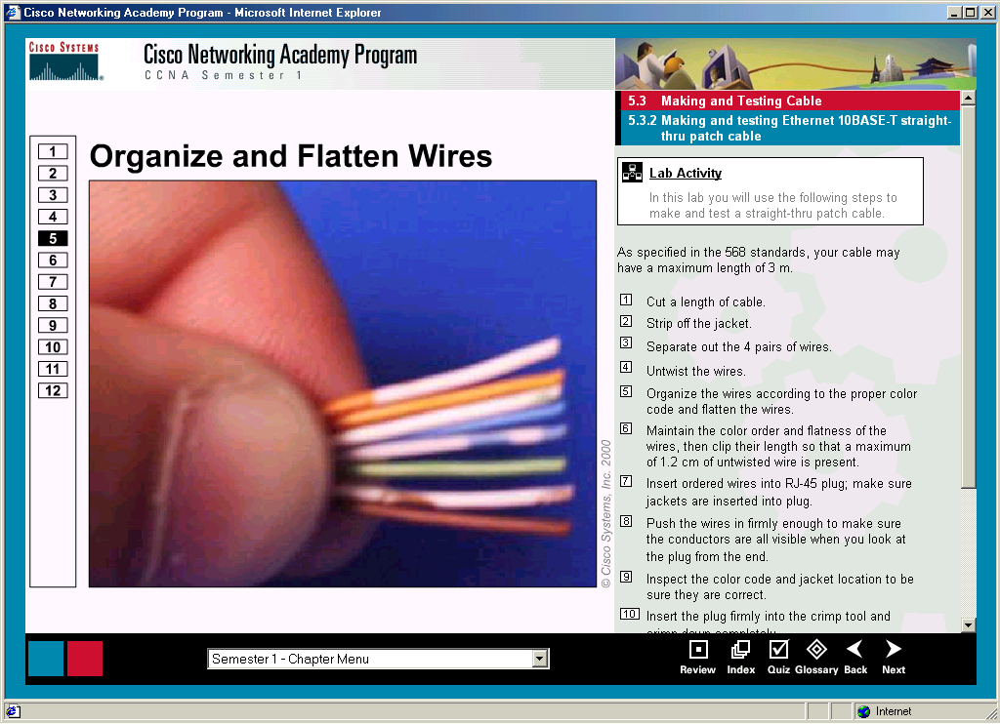 Cisco Networking Academy Program - Microsoft Internet Explorer
CISCO SYSTEMS
Cisco Networking Academy Program
CCNA Semester 1
5.3 Making and Testing Cable
5.3.2 Making and testing Ethernet 10BASE-T straight-
thru patch cable
1
2
3
4
5
6
7
8
9
10
11
12
Organize and Flatten Wires
© Cisco Systems, Inc. 2000
Lab Activity
In this lab you will use the following steps to
make and test a straight-thru patch cable.
As specified in the 568 standards, your cable may
have a maximum length of 3 m.
1 Cut a length of cable.
2 Strip off the jacket.
3 Separate out the 4 pairs of wires.
4 Untwist the wires.
5 Organize the wires according to the proper color
code and flatten the wires.
6 Maintain the color order and flatness of the
wires, then clip their length so that a maximum
of 1.2 cm of untwisted wire is present.
7 Insert ordered wires into RJ-45 plug; make sure
jackets are inserted into plug.
8 Push the wires in firmly enough to make sure
the conductors are all visible when you look at
the plug from the end.
9 Inspect the color code and jacket location to be
sure they are correct.
10 Insert the plug firmly into the crimp tool and
crimp down completely.
Semester 1 - Chapter Menu
Review Index Quiz Glossary Back Next
Internet